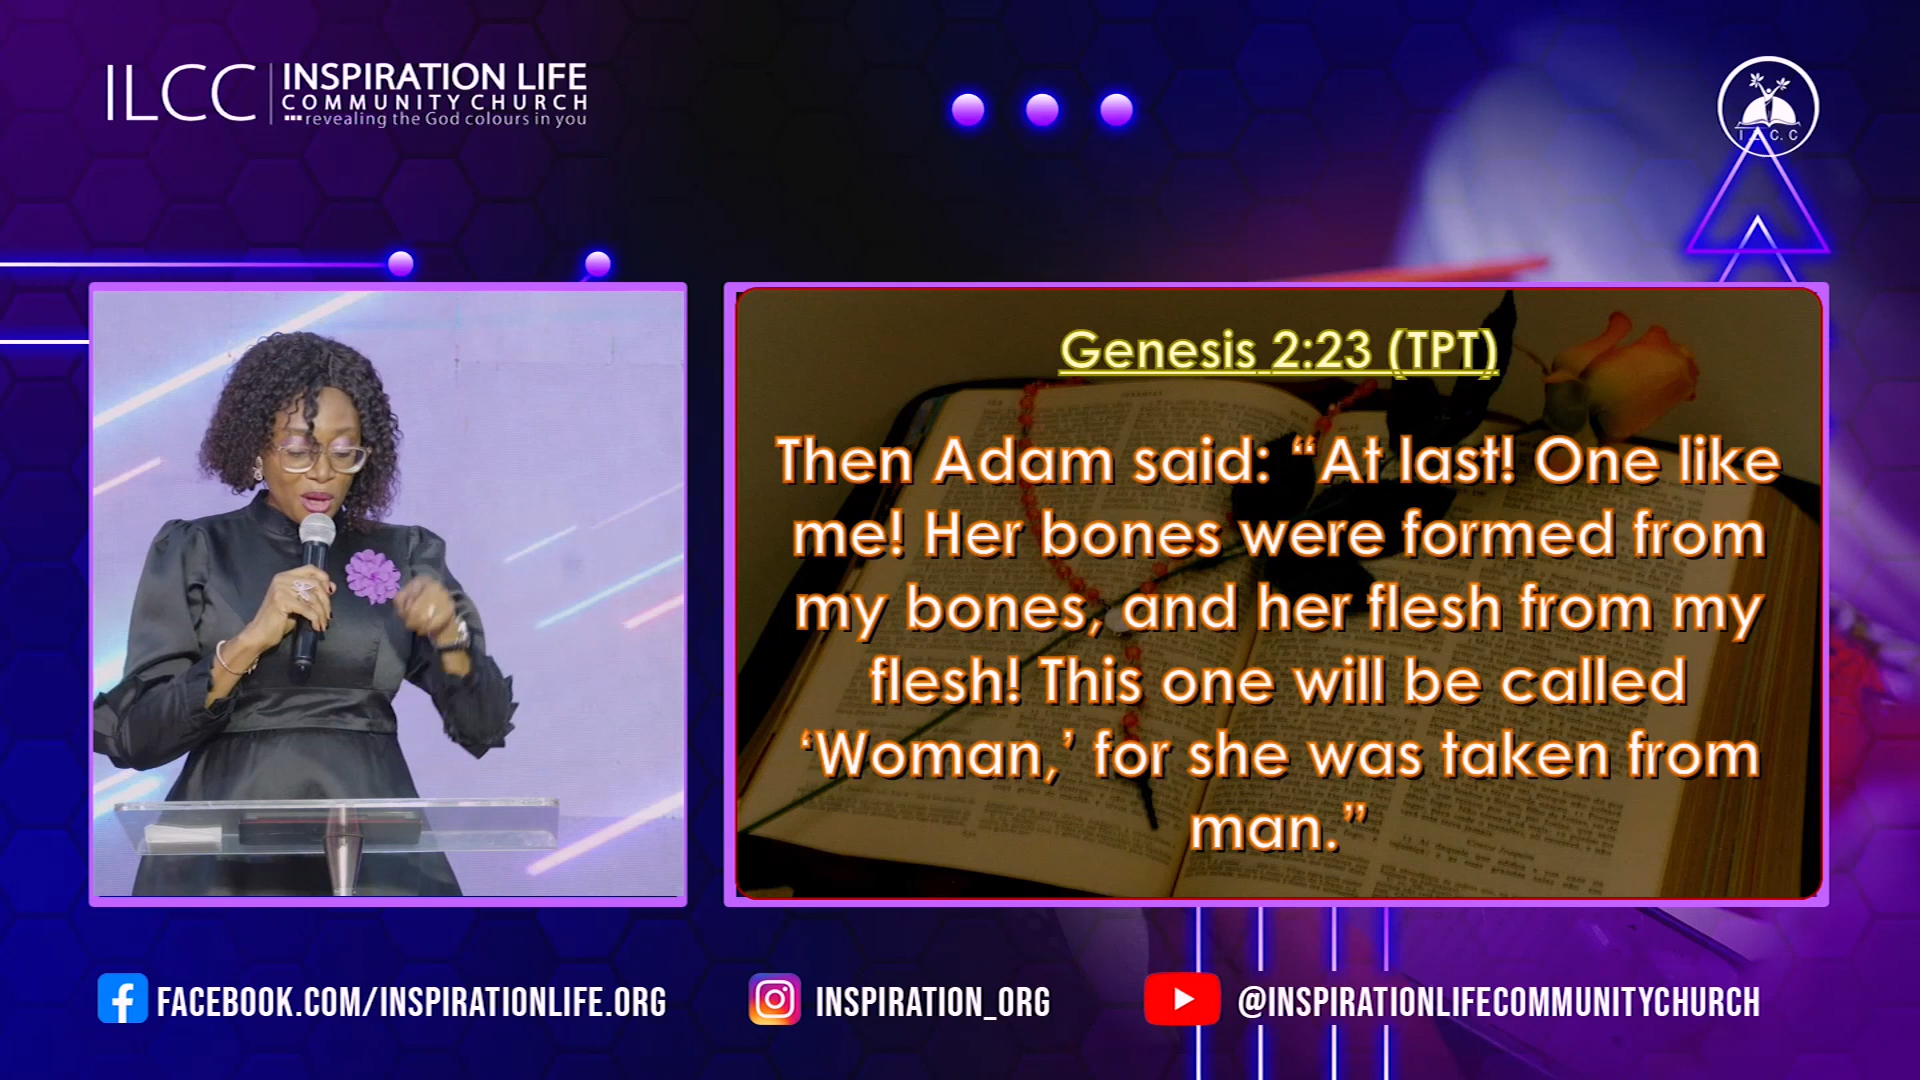 ILCC
INSPIRATION LIFE
COMMUNITY CHURCH
...revealing the God colours in you
I L C. C
Genesis 2:23 (TPT)
Then Adam said: “At last! One like
me! Her bones were formed from
my bones, and her flesh from my
flesh! This one will be called
‘Woman,’ for she was taken from
man.”
FACEBOOK.COM/INSPIRATIONLIFE.ORG
INSPIRATION_ORG
@INSPIRATIONLIFECOMMUNITYCHURCH